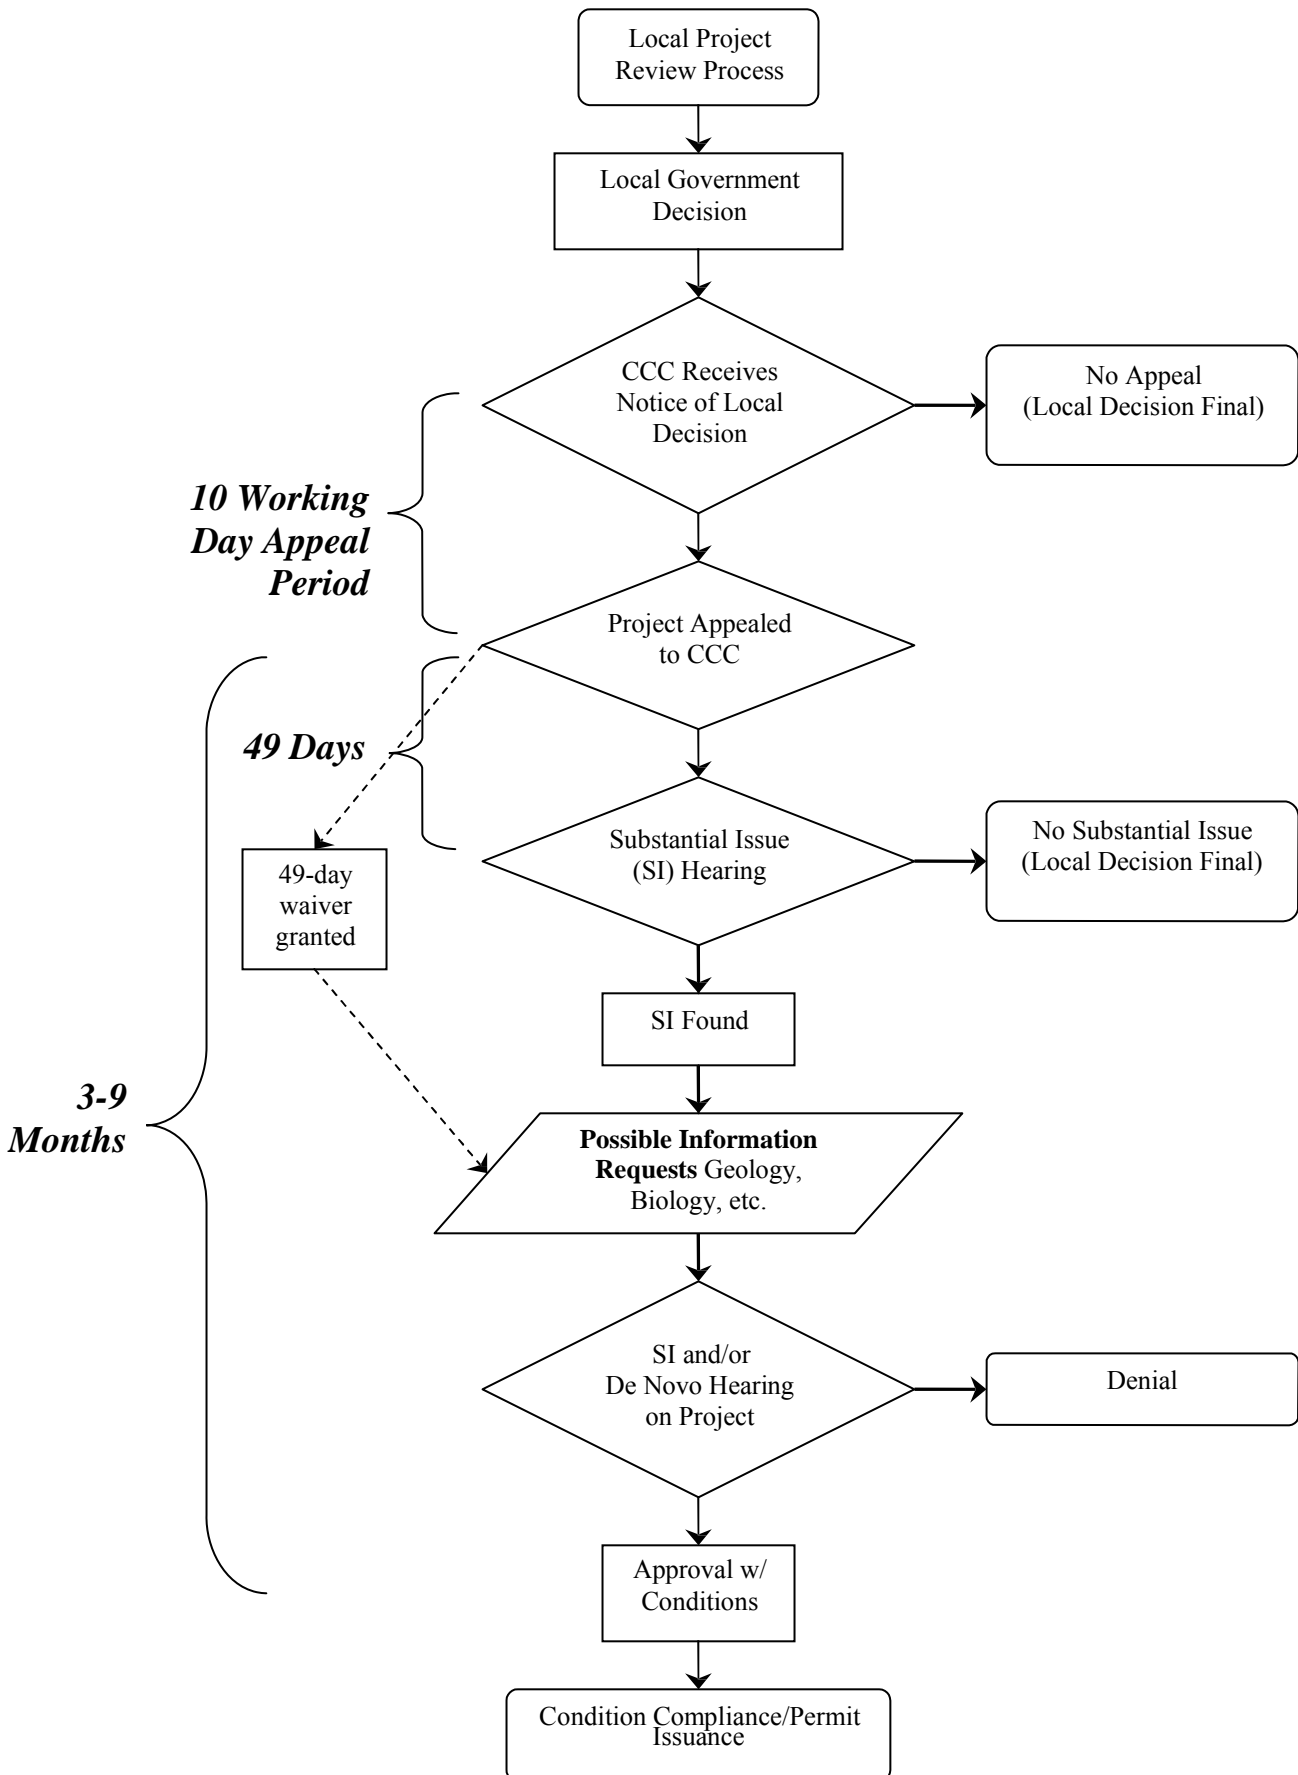 Local Project
Review Process
Local Government
Decision
CCC Receives
Notice of Local
Decision
No Appeal
(Local Decision Final)
10 Working
Day Appeal
Period
Project Appealed
to CCC
49 Days
Substantial Issue
(SI) Hearing
No Substantial Issue
(Local Decision Final)
49-day
waiver
granted
SI Found
3-9
Months
Possible Information
Requests Geology,
Biology, etc.
SI and/or
De Novo Hearing
on Project
Denial
Approval w/
Conditions
Condition Compliance/Permit
Issuance